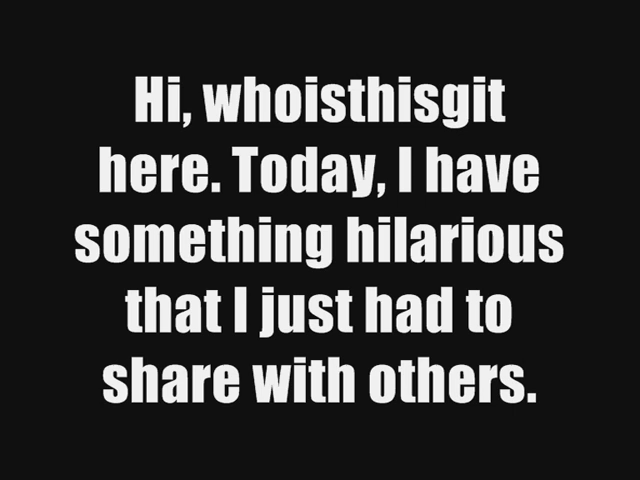 Hi, whoisthisgit
here. Today, I have
something hilarious
that I just had to
share with others.